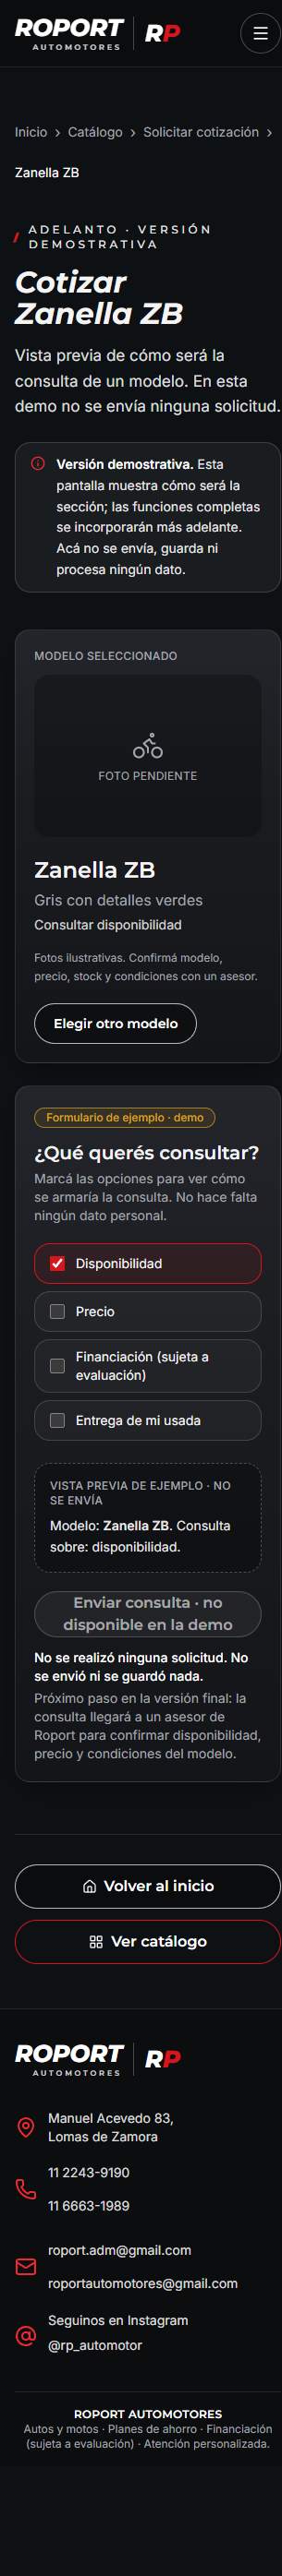 ROPORT
AUTOMOTORES
RP
Inicio › Catálogo › Solicitar cotización ›
Zanella ZB
ADELANTO · VERSIÓN
DEMOSTRATIVA
Cotizar
Zanella ZB
Vista previa de cómo será la
consulta de un modelo. En esta
demo no se envía ninguna solicitud.
Versión demostrativa. Esta
pantalla muestra cómo será la
sección; las funciones completas
se incorporarán más adelante.
Acá no se envía, guarda ni
procesa ningún dato.
MODELO SELECCIONADO
FOTO PENDIENTE
Zanella ZB
Gris con detalles verdes
Consultar disponibilidad
Fotos ilustrativas. Confirmá modelo,
precio, stock y condiciones con un asesor.
Elegir otro modelo
Formulario de ejemplo · demo
¿Qué querés consultar?
Marcá las opciones para ver cómo
se armaría la consulta. No hace falta
ningún dato personal.
Disponibilidad
Precio
Financiación (sujeta a
evaluación)
Entrega de mi usada
VISTA PREVIA DE EJEMPLO · NO
SE ENVÍA
Modelo: Zanella ZB. Consulta
sobre: disponibilidad.
Enviar consulta · no
disponible en la demo
No se realizó ninguna solicitud. No
se envió ni se guardó nada.
Próximo paso en la versión final: la
consulta llegará a un asesor de
Roport para confirmar disponibilidad,
precio y condiciones del modelo.
Volver al inicio
Ver catálogo
ROPORT
AUTOMOTORES
RP
Manuel Acevedo 83,
Lomas de Zamora
11 2243-9190
11 6663-1989
roport.adm@gmail.com
roportautomotores@gmail.com
Seguinos en Instagram
@rp_automotor
ROPORT AUTOMOTORES
Autos y motos · Planes de ahorro · Financiación
(sujeta a evaluación) · Atención personalizada.